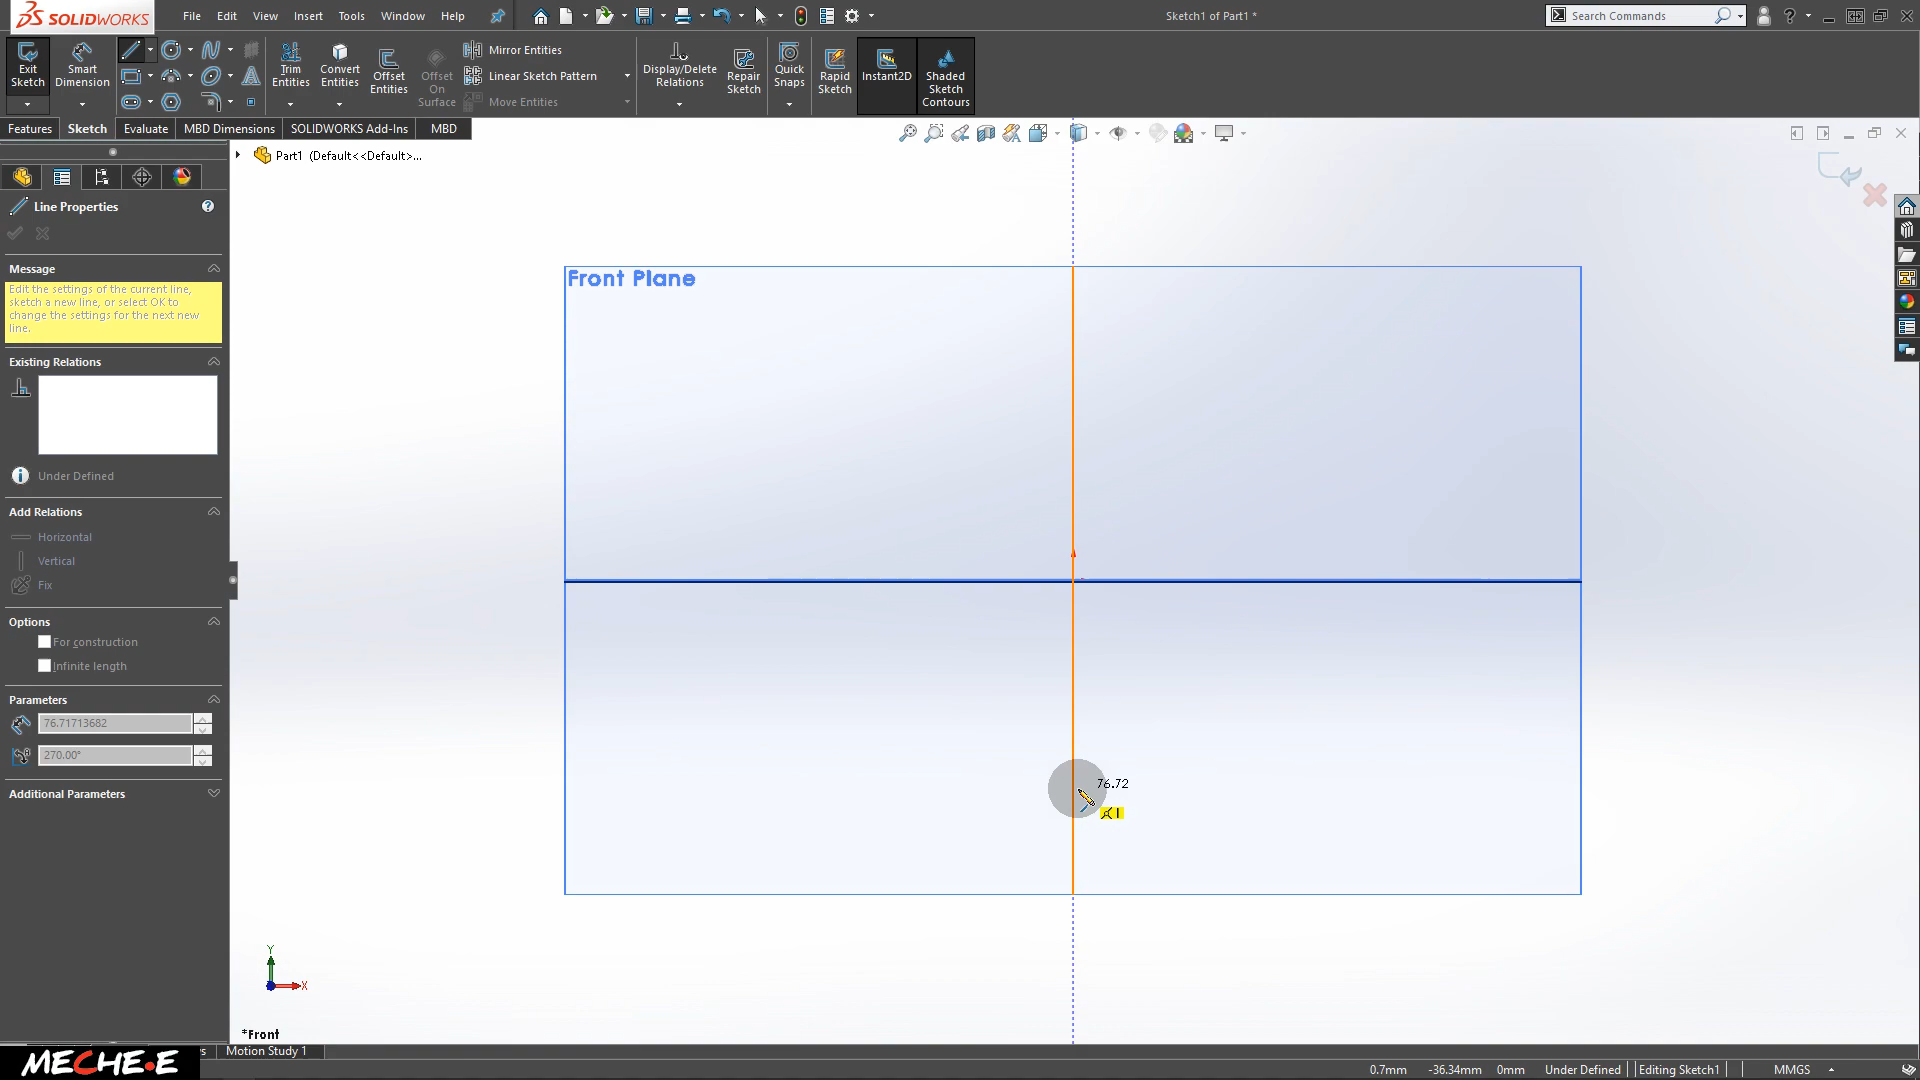 SOLIDWORKS File Edit View Insert Tools Window Help Sketch1 of Part1 * Search Commands
Exit Sketch
Smart Dimension
Trim Entities
Convert Entities
Offset Entities
Offset On Surface
Mirror Entities
Linear Sketch Pattern
Move Entities
Display/Delete Relations
Repair Sketch
Quick Snaps
Rapid Sketch
Instant2D
Shaded Sketch Contours
Features Sketch Evaluate MBD Dimensions SOLIDWORKS Add-Ins MBD
Part1 (Default<<Default>...
Line Properties
Message
Edit the settings of the current line,
sketch a new line, or select OK to
change the settings for the next new
line.
Existing Relations
Under Defined
Add Relations
Horizontal
Vertical
Fix
Options
For construction
Infinite length
Parameters
76.71713682
270.00°
Additional Parameters
Front Plane
76.72
Y
X
*Front
MECHE.E
s Motion Study 1
0.7mm -36.34mm 0mm Under Defined Editing Sketch1 MMGS